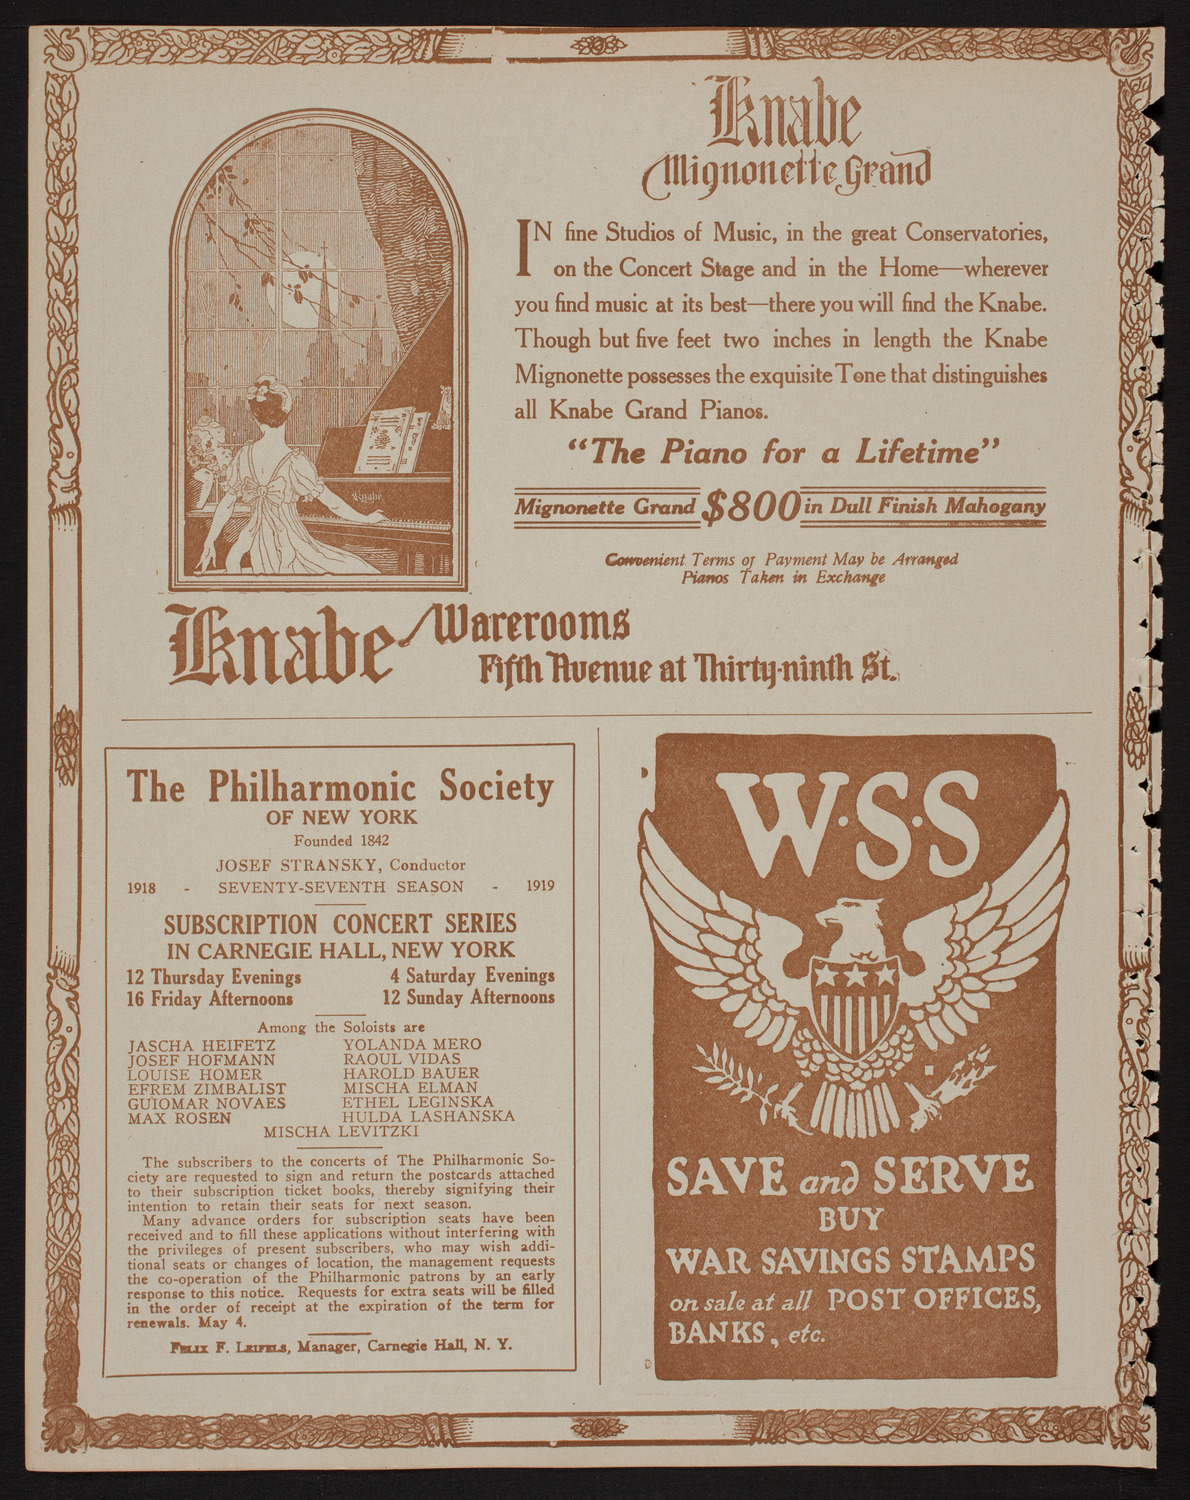 Knabe
Mignonette Grand
IN fine Studios of Music, in the great Conservatories,
on the Concert Stage and in the Home—wherever
you find music at its best—there you will find the Knabe.
Though but five feet two inches in length the Knabe
Mignonette possesses the exquisite Tone that distinguishes
all Knabe Grand Pianos.
"The Piano for a Lifetime"
Mignonette Grand $800 in Dull Finish Mahogany
Convenient Terms of Payment May be Arranged
Pianos Taken in Exchange
Knabe
Knabe Warerooms
Fifth Avenue at Thirty-ninth St.
The Philharmonic Society
OF NEW YORK
Founded 1842
JOSEF STRANSKY, Conductor
1918 - SEVENTY-SEVENTH SEASON - 1919
SUBSCRIPTION CONCERT SERIES
IN CARNEGIE HALL, NEW YORK
12 Thursday Evenings 4 Saturday Evenings
16 Friday Afternoons 12 Sunday Afternoons
Among the Soloists are
JASCHA HEIFETZ YOLANDA MERO
JOSEF HOFMANN RAOUL VIDAS
LOUISE HOMER HAROLD BAUER
EFREM ZIMBALIST MISCHA ELMAN
GUIOMAR NOVAES ETHEL LEGINSKA
MAX ROSEN HULDA LASHANSKA
MISCHA LEVITZKI
The subscribers to the concerts of The Philharmonic So-
ciety are requested to sign and return the postcards attached
to their subscription ticket books, thereby signifying their
intention to retain their seats for next season.
Many advance orders for subscription seats have been
received and to fill these applications without interfering with
the privileges of present subscribers, who may wish addi-
tional seats or changes of location, the management requests
the co-operation of the Philharmonic patrons by an early
response to this notice. Requests for extra seats will be filled
in the order of receipt at the expiration of the term for
renewals. May 4.
FELIX F. LEIFELS, Manager, Carnegie Hall, N. Y.
W·S·S
SAVE and SERVE
BUY
WAR SAVINGS STAMPS
on sale at all POST OFFICES,
BANKS, etc.